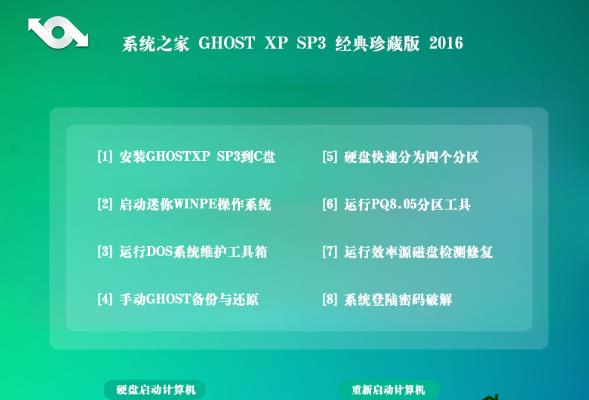 系统之家 GHOST XP SP3 经典珍藏版 2016
[1] 安装GHOSTXP SP3到C盘
[2] 启动迷你WINPE操作系统
[3] 运行DOS系统维护工具箱
[4] 手动GHOST备份与还原
[5] 硬盘快速分为四个分区
[6] 运行PQ8.05分区工具
[7] 运行效率源磁盘检测修复
[8] 系统登陆密码破解
硬盘启动计算机
重新启动计算机